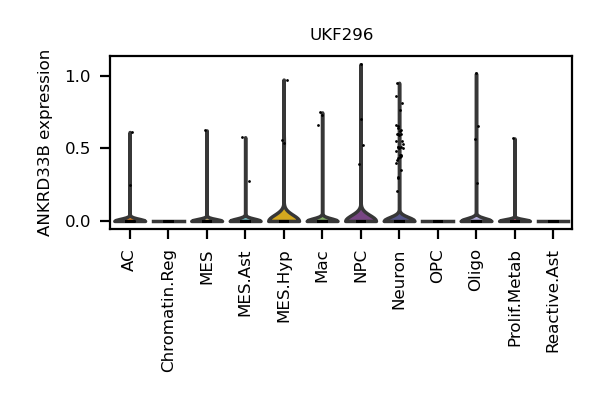 UKF296
ANKRD33B expression
1.0
0.5
0.0
AC
Chromatin.Reg
MES
MES.Ast
MES.Hyp
Mac
NPC
Neuron
OPC
Oligo
Prolif.Metab
Reactive.Ast